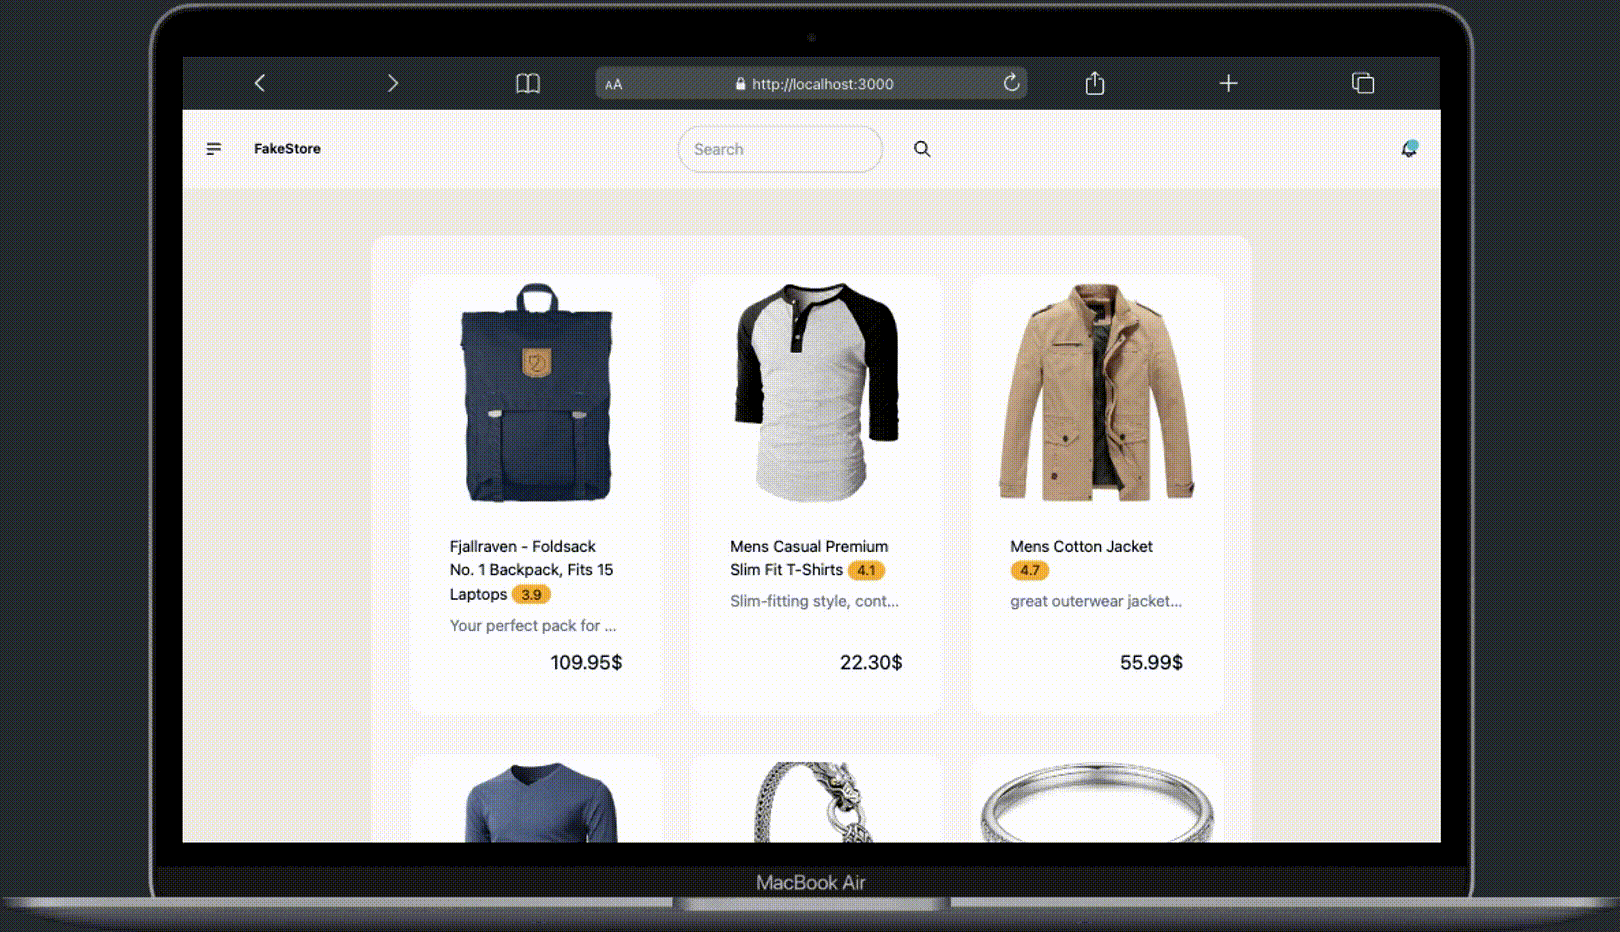 AA
http://localhost:3000
FakeStore
Search
Fjallraven - Foldsack
No. 1 Backpack, Fits 15
Laptops 3.9
Your perfect pack for ...
109.95$
Mens Casual Premium
Slim Fit T-Shirts 4.1
Slim-fitting style, cont...
22.30$
Mens Cotton Jacket
4.7
great outerwear jacket...
55.99$
MacBook Air